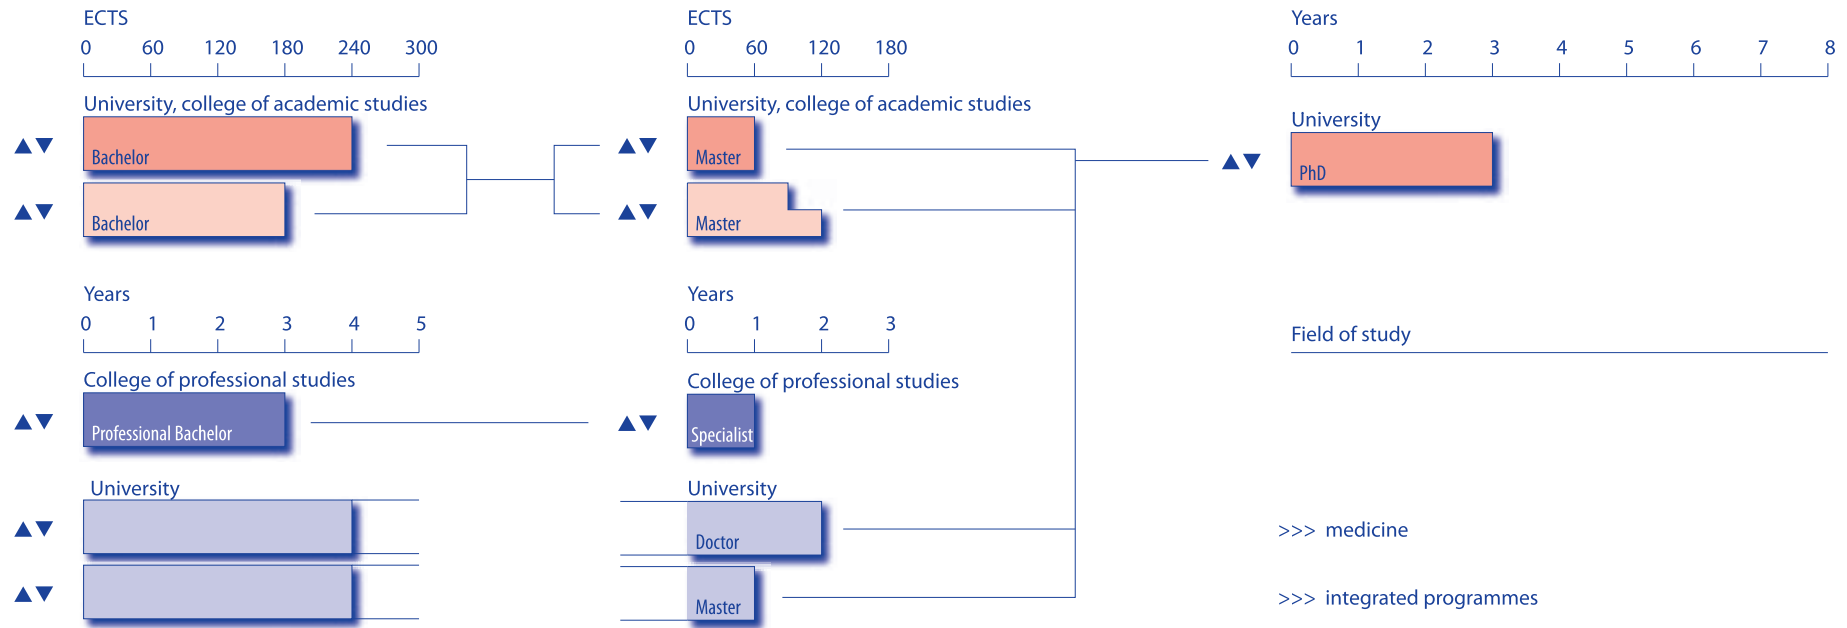 ECTS
0 60 120 180 240 300
University, college of academic studies
Bachelor
Bachelor
Years
0 1 2 3 4 5
College of professional studies
Professional Bachelor
University
ECTS
0 60 120 180
University, college of academic studies
Master
Master
Years
0 1 2 3
College of professional studies
Specialist
University
Doctor
Master
Years
0 1 2 3 4 5 6 7 8
University
PhD
Field of study
>>> medicine
>>> integrated programmes